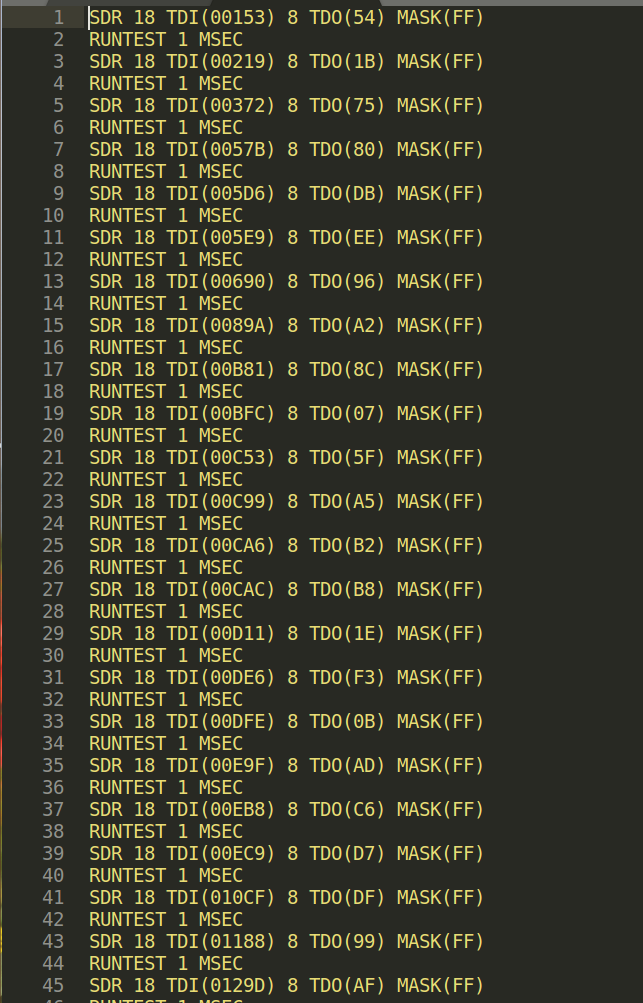 1 SDR 18 TDI(00153) 8 TDO(54) MASK(FF)
2 RUNTEST 1 MSEC
3 SDR 18 TDI(00219) 8 TDO(1B) MASK(FF)
4 RUNTEST 1 MSEC
5 SDR 18 TDI(00372) 8 TDO(75) MASK(FF)
6 RUNTEST 1 MSEC
7 SDR 18 TDI(0057B) 8 TDO(80) MASK(FF)
8 RUNTEST 1 MSEC
9 SDR 18 TDI(005D6) 8 TDO(DB) MASK(FF)
10 RUNTEST 1 MSEC
11 SDR 18 TDI(005E9) 8 TDO(EE) MASK(FF)
12 RUNTEST 1 MSEC
13 SDR 18 TDI(00690) 8 TDO(96) MASK(FF)
14 RUNTEST 1 MSEC
15 SDR 18 TDI(0089A) 8 TDO(A2) MASK(FF)
16 RUNTEST 1 MSEC
17 SDR 18 TDI(00B81) 8 TDO(8C) MASK(FF)
18 RUNTEST 1 MSEC
19 SDR 18 TDI(00BFC) 8 TDO(07) MASK(FF)
20 RUNTEST 1 MSEC
21 SDR 18 TDI(00C53) 8 TDO(5F) MASK(FF)
22 RUNTEST 1 MSEC
23 SDR 18 TDI(00C99) 8 TDO(A5) MASK(FF)
24 RUNTEST 1 MSEC
25 SDR 18 TDI(00CA6) 8 TDO(B2) MASK(FF)
26 RUNTEST 1 MSEC
27 SDR 18 TDI(00CAC) 8 TDO(B8) MASK(FF)
28 RUNTEST 1 MSEC
29 SDR 18 TDI(00D11) 8 TDO(1E) MASK(FF)
30 RUNTEST 1 MSEC
31 SDR 18 TDI(00DE6) 8 TDO(F3) MASK(FF)
32 RUNTEST 1 MSEC
33 SDR 18 TDI(00DFE) 8 TDO(0B) MASK(FF)
34 RUNTEST 1 MSEC
35 SDR 18 TDI(00E9F) 8 TDO(AD) MASK(FF)
36 RUNTEST 1 MSEC
37 SDR 18 TDI(00EB8) 8 TDO(C6) MASK(FF)
38 RUNTEST 1 MSEC
39 SDR 18 TDI(00EC9) 8 TDO(D7) MASK(FF)
40 RUNTEST 1 MSEC
41 SDR 18 TDI(010CF) 8 TDO(DF) MASK(FF)
42 RUNTEST 1 MSEC
43 SDR 18 TDI(01188) 8 TDO(99) MASK(FF)
44 RUNTEST 1 MSEC
45 SDR 18 TDI(0129D) 8 TDO(AF) MASK(FF)
46 RUNTEST 1 MSEC